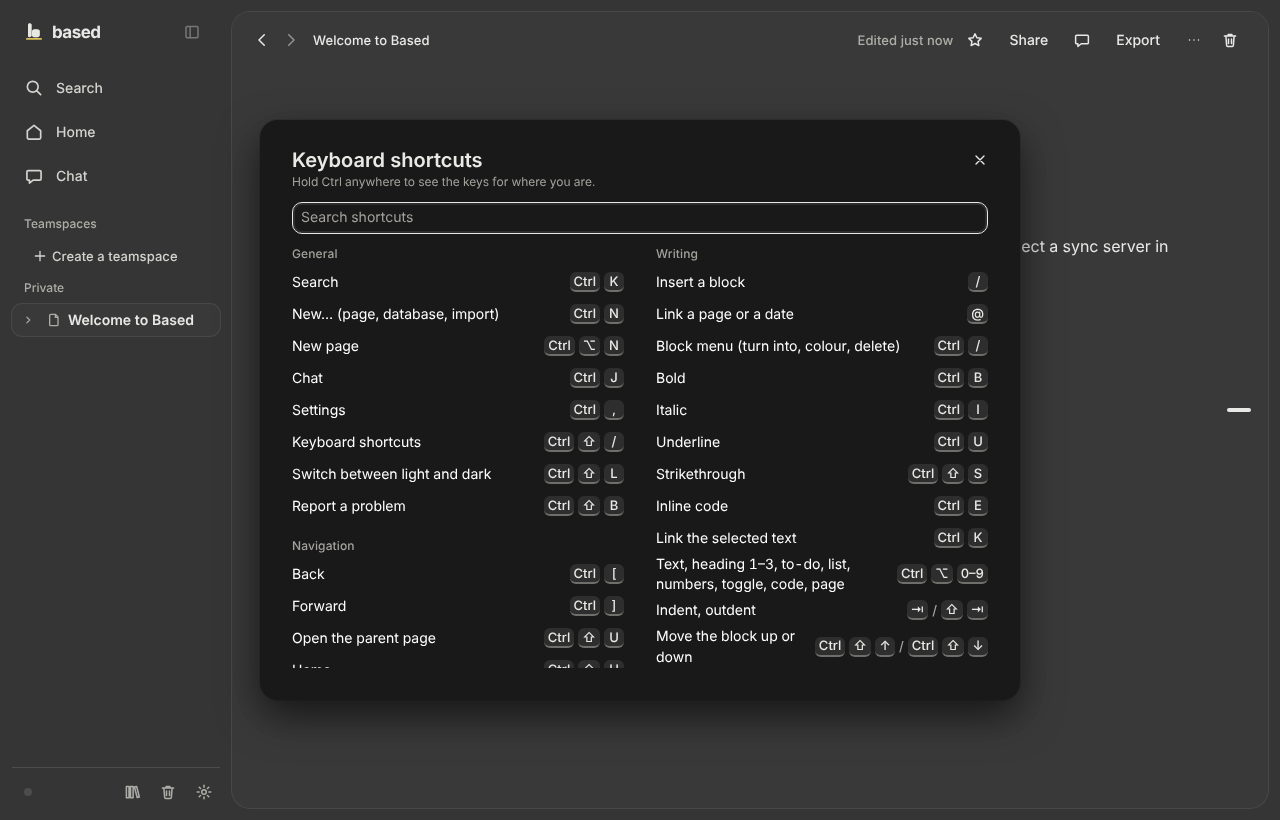 based
Welcome to Based
Edited just now
Share
Export
Search
Home
Chat
Teamspaces
Create a teamspace
Private
Welcome to Based
ect a sync server in
Keyboard shortcuts
Hold Ctrl anywhere to see the keys for where you are.
Search shortcuts
General
Search Ctrl K
New... (page, database, import) Ctrl N
New page Ctrl ⌥ N
Chat Ctrl J
Settings Ctrl ,
Keyboard shortcuts Ctrl ⇧ /
Switch between light and dark Ctrl ⇧ L
Report a problem Ctrl ⇧ B
Navigation
Back Ctrl [
Forward Ctrl ]
Open the parent page Ctrl ⇧ U
Home Ctrl ⇧ H
Writing
Insert a block /
Link a page or a date @
Block menu (turn into, colour, delete) Ctrl /
Bold Ctrl B
Italic Ctrl I
Underline Ctrl U
Strikethrough Ctrl ⇧ S
Inline code Ctrl E
Link the selected text Ctrl K
Text, heading 1–3, to-do, list,
numbers, toggle, code, page Ctrl ⌥ 0–9
Indent, outdent ⇥ / ⇧ ⇥
Move the block up or
down Ctrl ⇧ ↑ / Ctrl ⇧ ↓